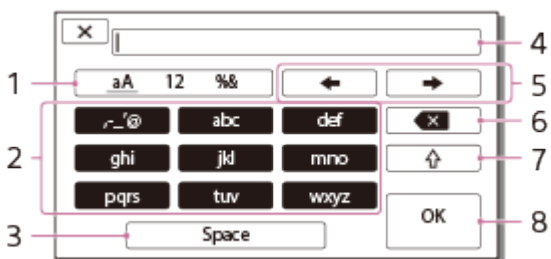 4
1 aA 12 %& 5
,-_'@ abc def 6
2 ghi jkl mno 7
pqrs tuv wxyz
3 Space OK 8